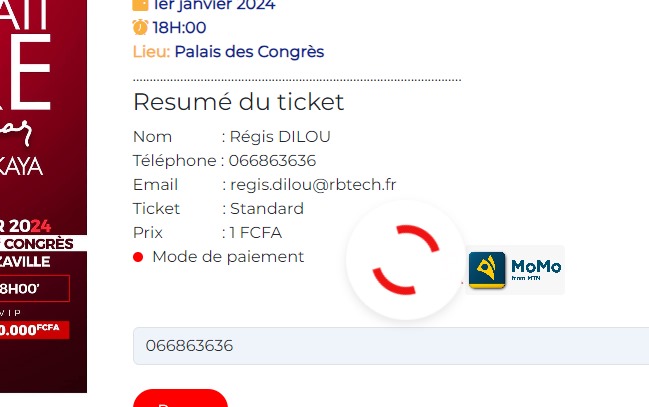 1er janvier 2024
18H:00
Lieu: Palais des Congrès
Resumé du ticket
Nom : Régis DILOU
Téléphone : 066863636
Email : regis.dilou@rbtech.fr
Ticket : Standard
Prix : 1 FCFA
Mode de paiement
MoMo
from MTN
066863636
KAYA
R 2024
CONGRÈS
ZAVILLE
8H00'
VIP
0.000FCFA